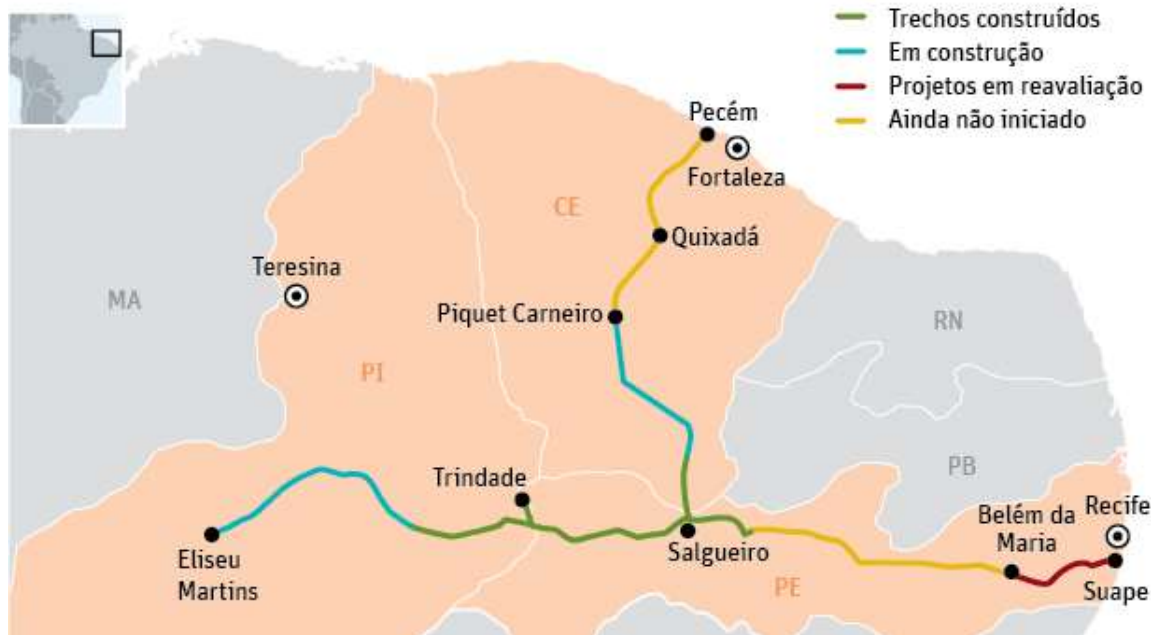 Trechos construídos
Em construção
Projetos em reavaliação
Ainda não iniciado
Pecém
Fortaleza
CE
Quixadá
Teresina
MA
Piquet Carneiro
RN
PI
PB
Trindade
Recife
Belém da
Maria
Salgueiro
Eliseu
Martins
PE
Suape